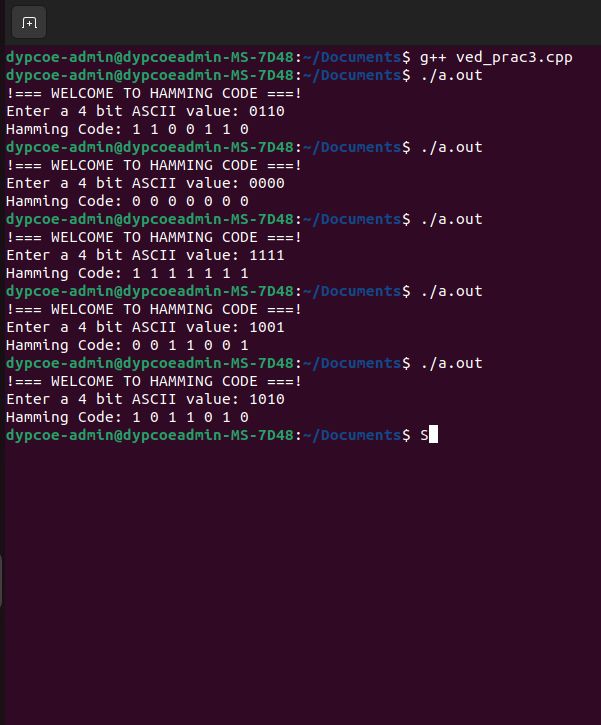 dypcoe-admin@dypcoeadmin-MS-7D48:~/Documents$ g++ ved_prac3.cpp
dypcoe-admin@dypcoeadmin-MS-7D48:~/Documents$ ./a.out
!=== WELCOME TO HAMMING CODE ===!
Enter a 4 bit ASCII value: 0110
Hamming Code: 1 1 0 0 1 1 0
dypcoe-admin@dypcoeadmin-MS-7D48:~/Documents$ ./a.out
!=== WELCOME TO HAMMING CODE ===!
Enter a 4 bit ASCII value: 0000
Hamming Code: 0 0 0 0 0 0 0
dypcoe-admin@dypcoeadmin-MS-7D48:~/Documents$ ./a.out
!=== WELCOME TO HAMMING CODE ===!
Enter a 4 bit ASCII value: 1111
Hamming Code: 1 1 1 1 1 1 1
dypcoe-admin@dypcoeadmin-MS-7D48:~/Documents$ ./a.out
!=== WELCOME TO HAMMING CODE ===!
Enter a 4 bit ASCII value: 1001
Hamming Code: 0 0 1 1 0 0 1
dypcoe-admin@dypcoeadmin-MS-7D48:~/Documents$ ./a.out
!=== WELCOME TO HAMMING CODE ===!
Enter a 4 bit ASCII value: 1010
Hamming Code: 1 0 1 1 0 1 0
dypcoe-admin@dypcoeadmin-MS-7D48:~/Documents$ S